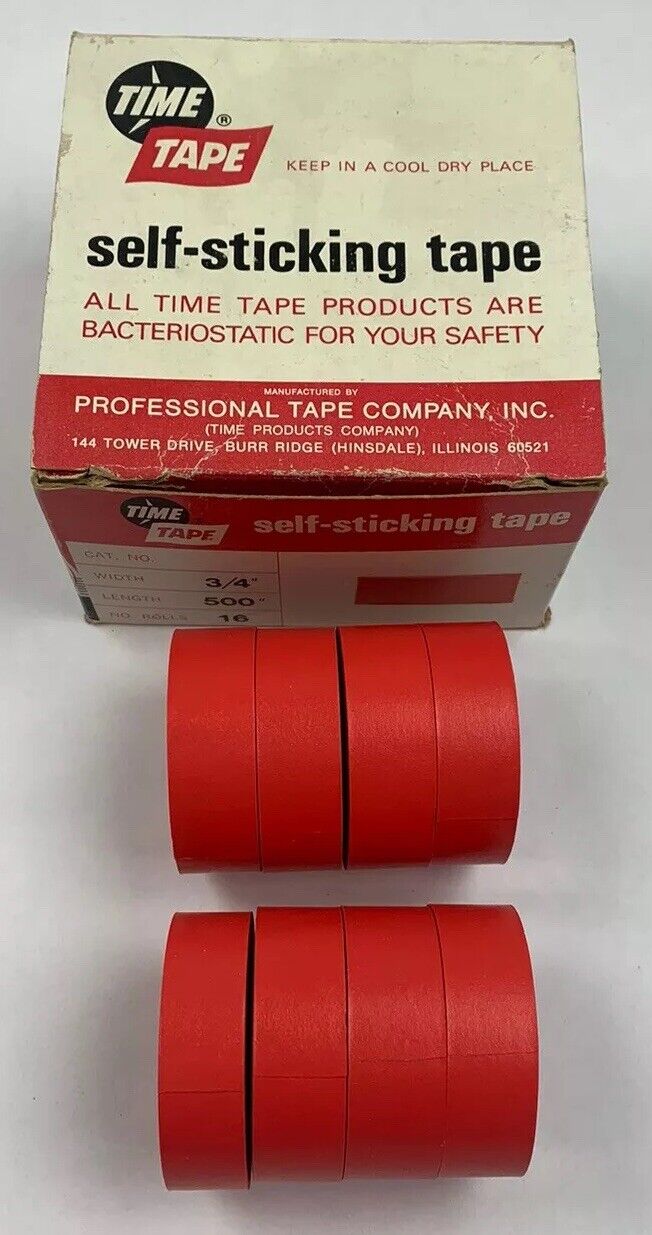 TIME
®
TAPE
KEEP IN A COOL DRY PLACE
self-sticking tape
ALL TIME TAPE PRODUCTS ARE
BACTERIOSTATIC FOR YOUR SAFETY
MANUFACTURED BY
PROFESSIONAL TAPE COMPANY, INC.
(TIME PRODUCTS COMPANY)
144 TOWER DRIVE, BURR RIDGE (HINSDALE), ILLINOIS 60521
TIME
TAPE
self-sticking tape
CAT. NO.
WIDTH 3/4"
LENGTH 500"
NO ROLLS 16